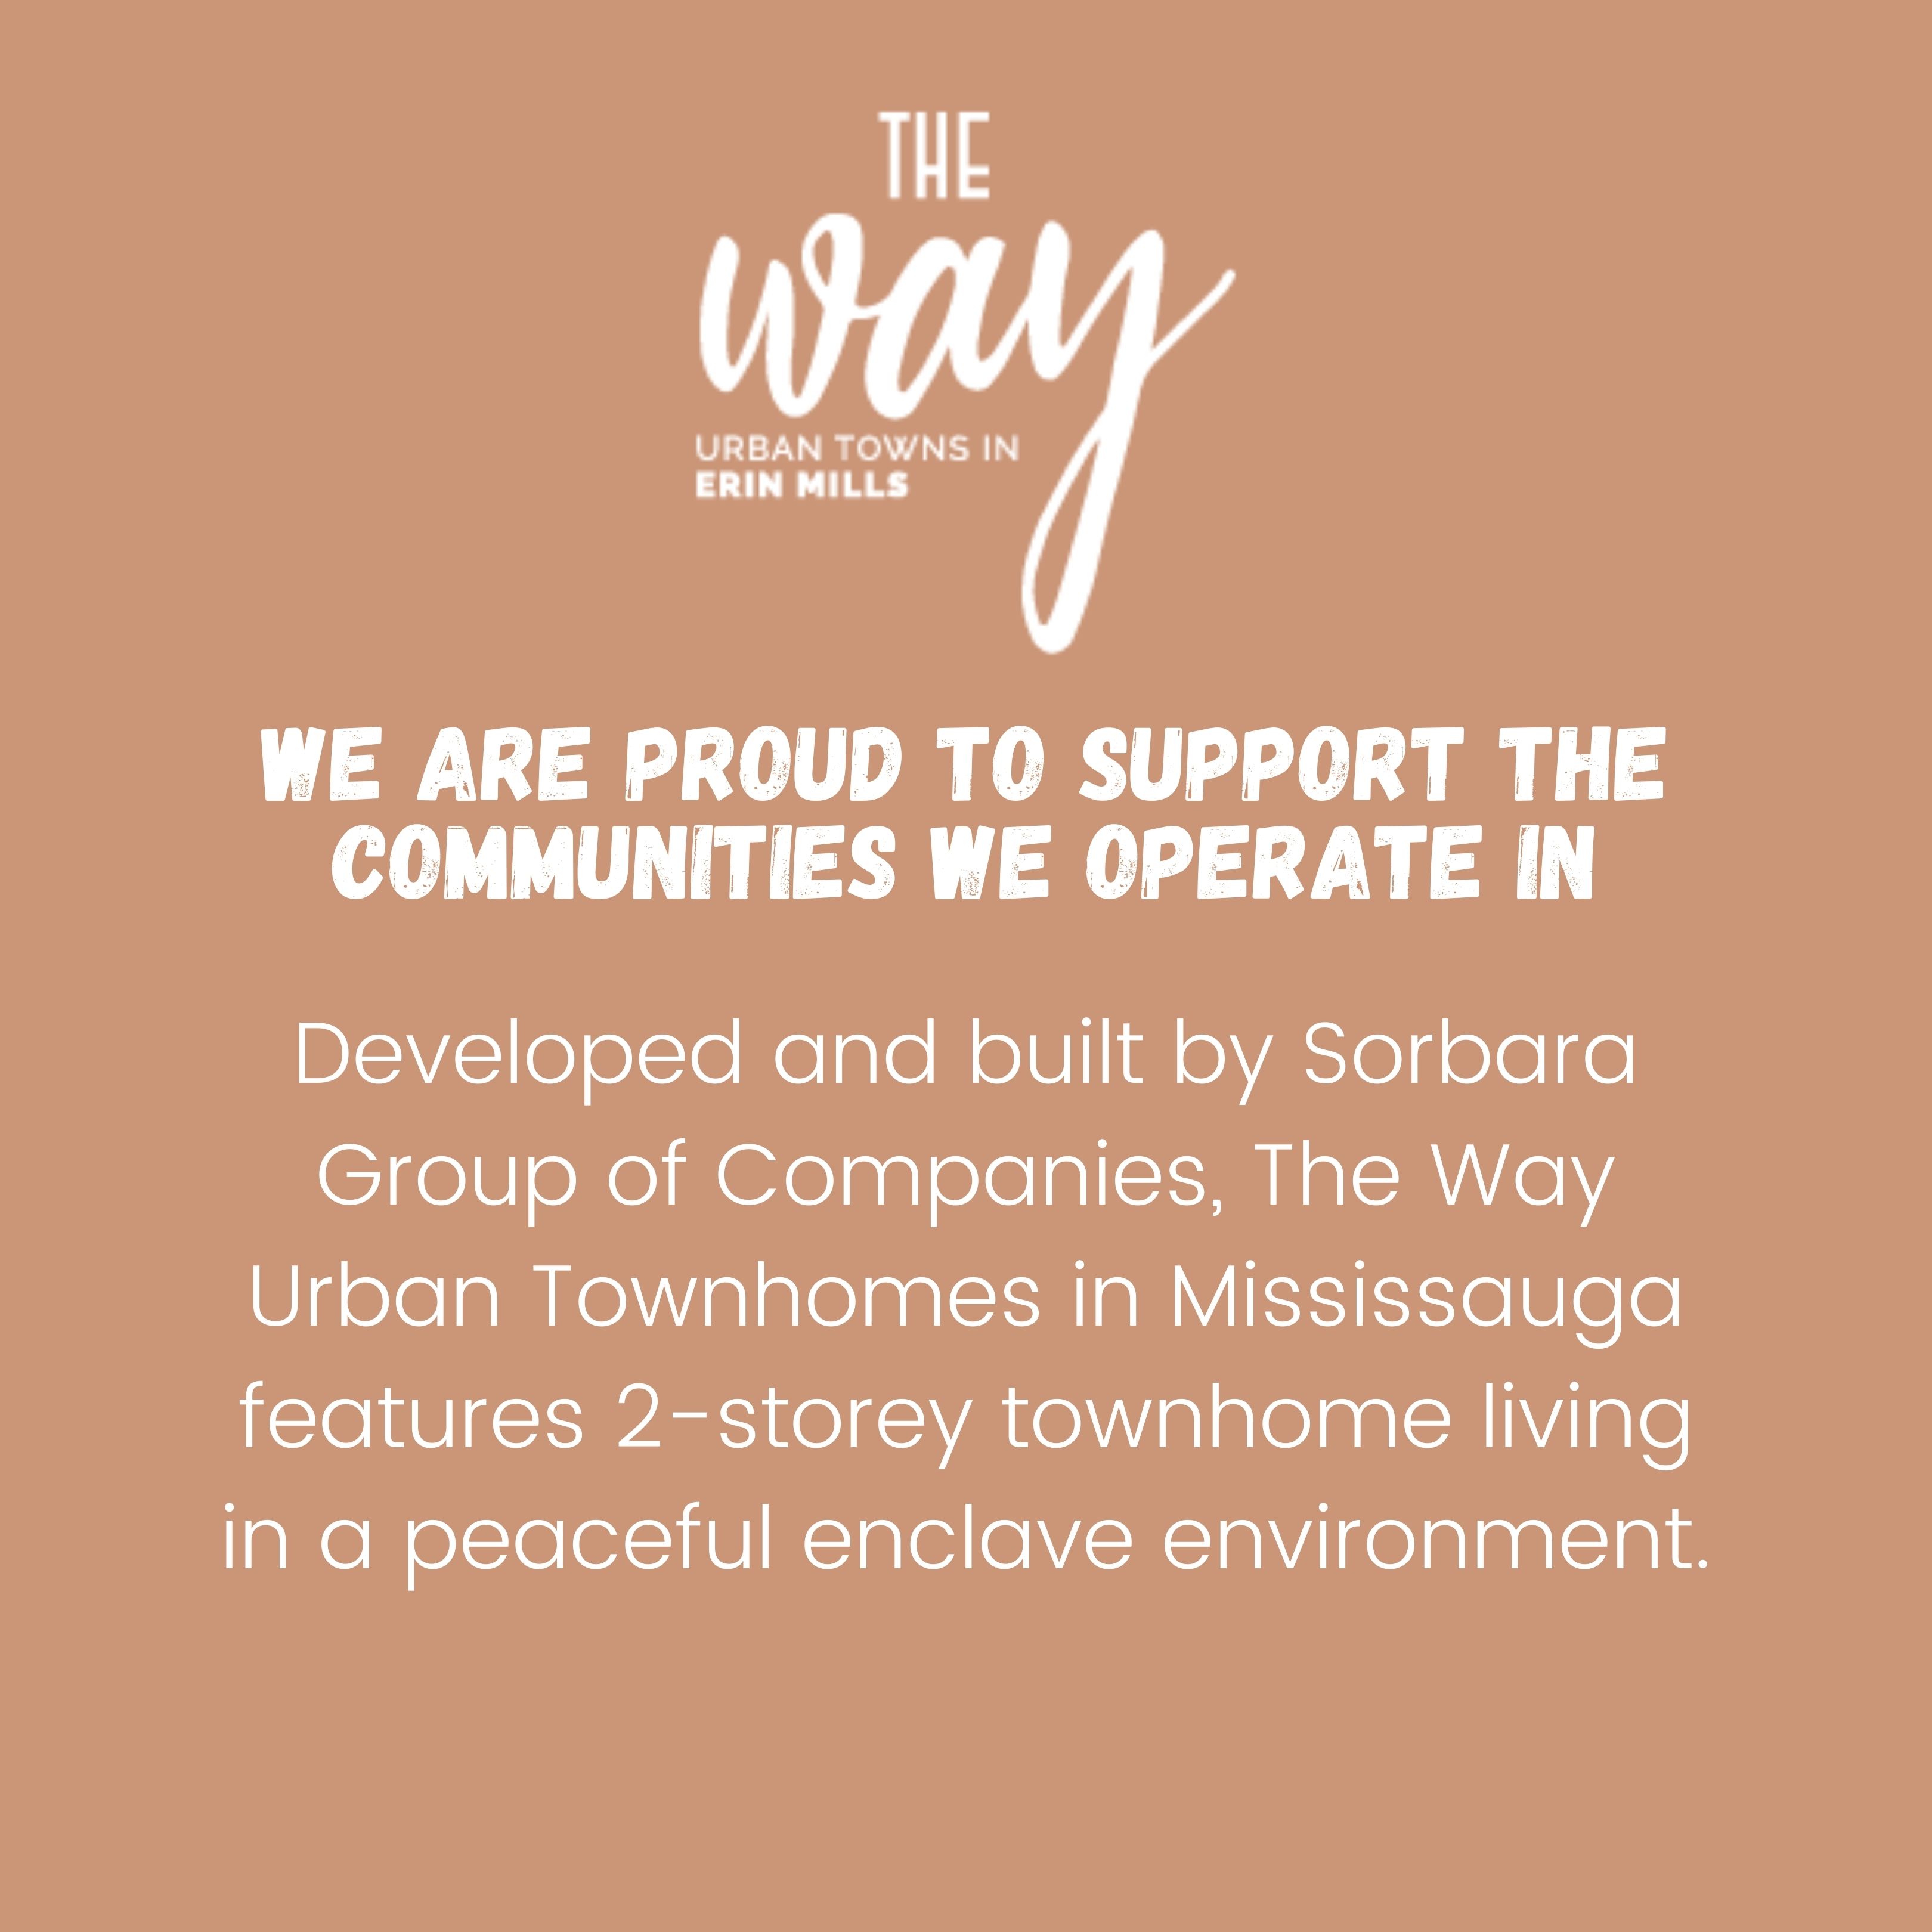 THE
way
URBAN TOWNS IN
ERIN MILLS
WE ARE PROUD TO SUPPORT THE
COMMUNITIES WE OPERATE IN
Developed and built by Sorbara
Group of Companies, The Way
Urban Townhomes in Mississauga
features 2-storey townhome living
in a peaceful enclave environment.